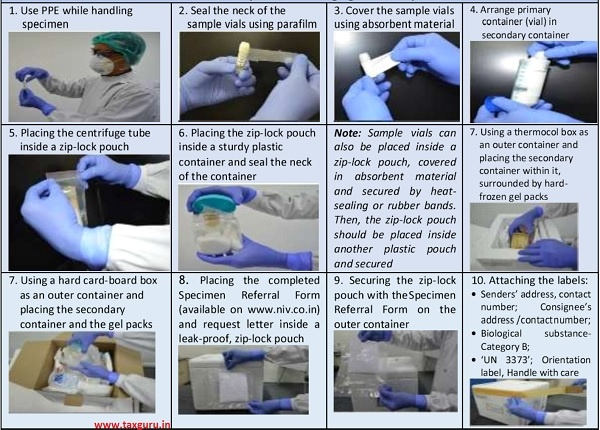 1. Use PPE while handling
specimen
2. Seal the neck of the
sample vials using parafilm
3. Cover the sample vials
using absorbent material
4. Arrange primary
container (vial) in
secondary container
5. Placing the centrifuge tube
inside a zip-lock pouch
6. Placing the zip-lock pouch
inside a sturdy plastic
container and seal the neck
of the container
Note: Sample vials can
also be placed inside a
zip-lock pouch, covered
in absorbent material
and secured by heat-
sealing or rubber bands.
Then, the zip-lock pouch
should be placed inside
another plastic pouch
and secured
7. Using a thermocol box as
an outer container and
placing the secondary
container within it,
surrounded by hard-
frozen gel packs
7. Using a hard card-board box
as an outer container and
placing the secondary
container and the gel packs
8. Placing the completed
Specimen Referral Form
(available on www.niv.co.in)
and request letter inside a
leak-proof, zip-lock pouch
9. Securing the zip-lock
pouch with the Specimen
Referral Form on the
outer container
10. Attaching the labels:
• Senders' address, contact
number; Consignee's
address /contact number;
• Biological substance-
Category B;
• 'UN 3373'; Orientation
label, Handle with care
www.taxguru.in